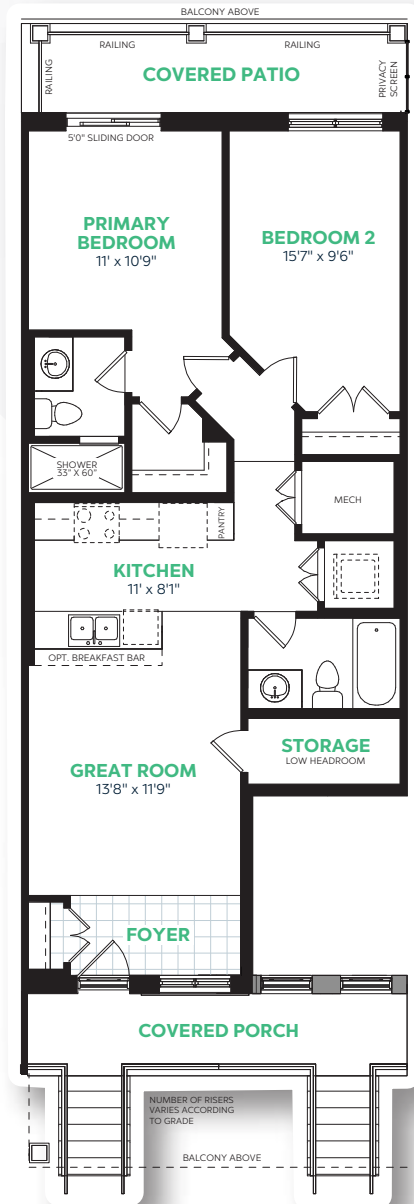 BALCONY ABOVE
RAILING
RAILING
RAILING
COVERED PATIO
PRIVACY
SCREEN
5'0" SLIDING DOOR
PRIMARY
BEDROOM
11' x 10'9"
BEDROOM 2
15'7" x 9'6"
SHOWER
33" X 60"
MECH
PANTRY
KITCHEN
11' x 8'1"
OPT. BREAKFAST BAR
STORAGE
LOW HEADROOM
GREAT ROOM
13'8" x 11'9"
FOYER
COVERED PORCH
NUMBER OF RISERS
VARIES ACCORDING
TO GRADE
BALCONY ABOVE